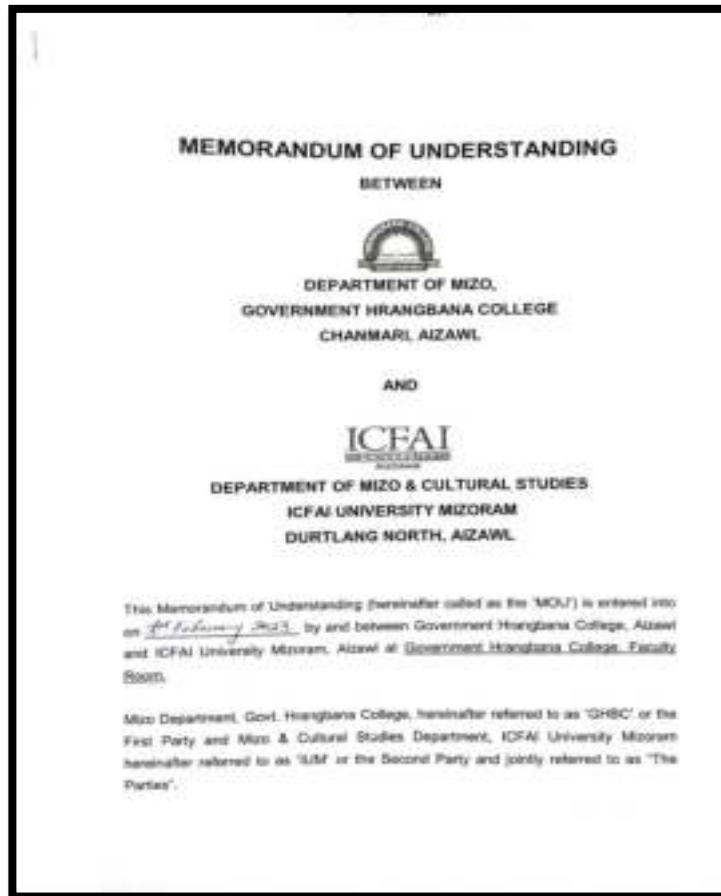 MEMORANDUM OF UNDERSTANDING
BETWEEN
DEPARTMENT OF MIZO,
GOVERNMENT HRANGBANA COLLEGE
CHANMARI, AIZAWL
AND
ICFAI
DEPARTMENT OF MIZO & CULTURAL STUDIES
ICFAI UNIVERSITY MIZORAM
DURTLANG NORTH, AIZAWL
This Memorandum of Understanding (hereinafter called as the 'MOU') is entered into
on 1st February 2023 by and between Government Hrangbana College, Aizawl
and ICFAI University Mizoram, Aizawl at Government Hrangbana College, Faculty
Room.
Mizo Department, Govt. Hrangbana College, hereinafter referred to as 'GHBC' or the
First Party and Mizo & Cultural Studies Department, ICFAI University Mizoram
hereinafter referred to as 'IUM' or the Second Party and jointly referred to as "The
Parties".